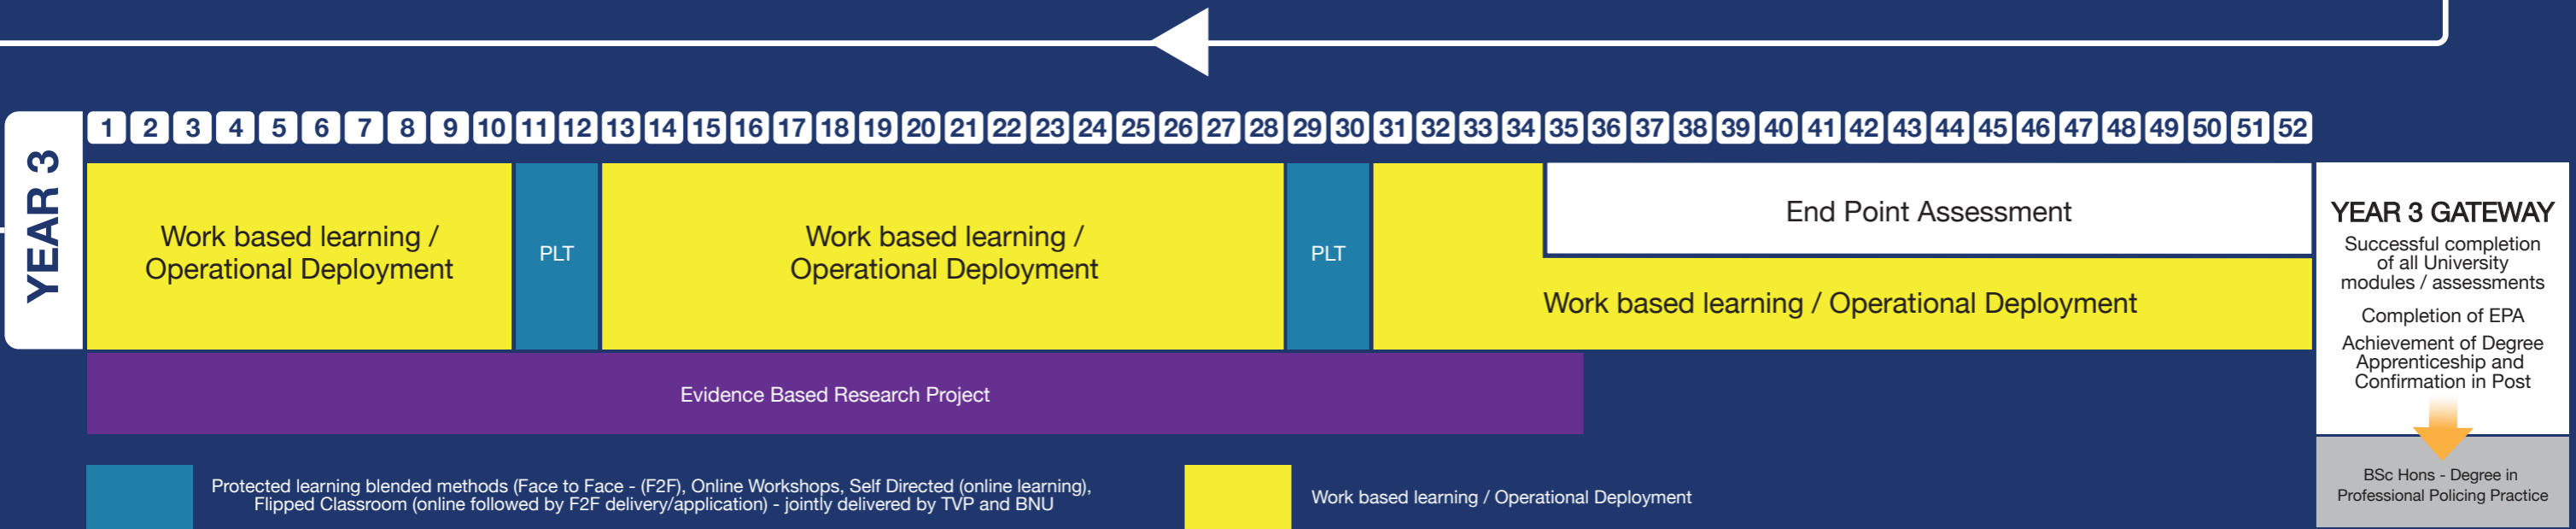 YEAR 3
1 2 3 4 5 6 7 8 9 10 11 12 13 14 15 16 17 18 19 20 21 22 23 24 25 26 27 28 29 30 31 32 33 34 35 36 37 38 39 40 41 42 43 44 45 46 47 48 49 50 51 52
Work based learning /
Operational Deployment
PLT
Work based learning /
Operational Deployment
PLT
End Point Assessment
Work based learning / Operational Deployment
Evidence Based Research Project
YEAR 3 GATEWAY
Successful completion
of all University
modules / assessments
Completion of EPA
Achievement of Degree
Apprenticeship and
Confirmation in Post
BSc Hons - Degree in
Professional Policing Practice
Protected learning blended methods (Face to Face - (F2F), Online Workshops, Self Directed (online learning),
Flipped Classroom (online followed by F2F delivery/application) - jointly delivered by TVP and BNU
Work based learning / Operational Deployment